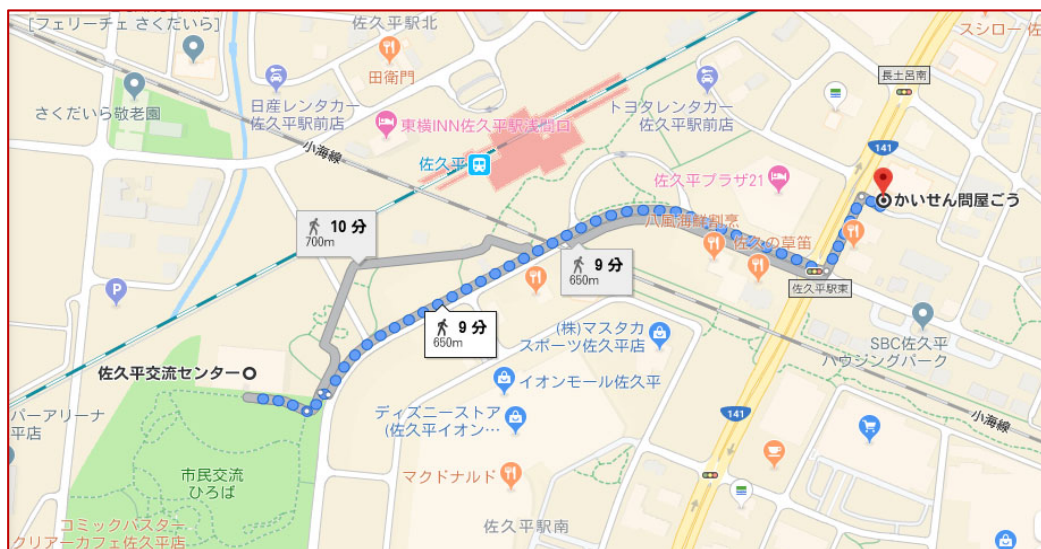 [フェリーチェ さくだいら]
佐久平駅北
スシロー 佐
田衛門
長土呂南
さくだいら敬老園
日産レンタカー
佐久平駅前店
東横INN佐久平駅浅間口
トヨタレンタカー
佐久平駅前店
小海線
佐久平
141
佐久平プラザ21
かいせん問屋ごう
10 分
700m
八風海鮮割烹
佐久の草笛
9 分
650m
佐久平駅東
P
9 分
650m
(株)マスタカ
スポーツ佐久平店
SBC佐久平
ハウジングパーク
佐久平交流センター
イオンモール佐久平
小海線
バーアリーナ
平店
ディズニーストア
(佐久平イオン…
141
市民交流
ひろば
マクドナルド
コミックバスター
クリアーカフェ佐久平店
佐久平駅南